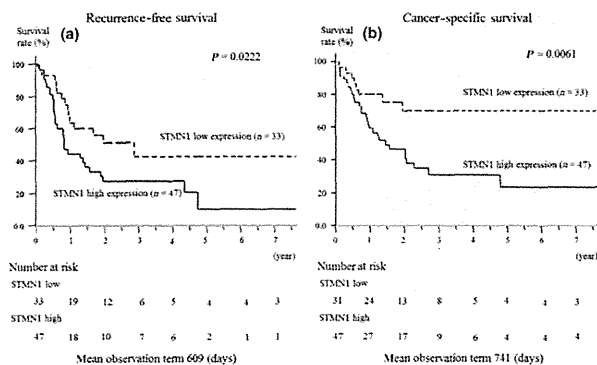 Recurrence-free survival
Survival
rate (%)
(a)
P = 0.0222
100
80
60
40
20
0.0
STMN1 low expression (n = 33)
STMN1 high expression (n = 47)
0 1 2 3 4 5 6 7
(year)
Number at risk
STMN1 low
33 19 12 6 5 4 4 3
STMN1 high
47 18 10 7 6 2 1 1
Mean observation term 609 (days)
Cancer-specific survival
Survival
rate (%)
(b)
P = 0.0061
100
80
60
40
20
0.0
STMN1 low expression (n = 33)
STMN1 high expression (n = 47)
0 1 2 3 4 5 6 7
(year)
Number at risk
STMN1 low
31 24 13 8 5 4 4 3
STMN1 high
47 27 17 9 6 4 4 4
Mean observation term 741 (days)